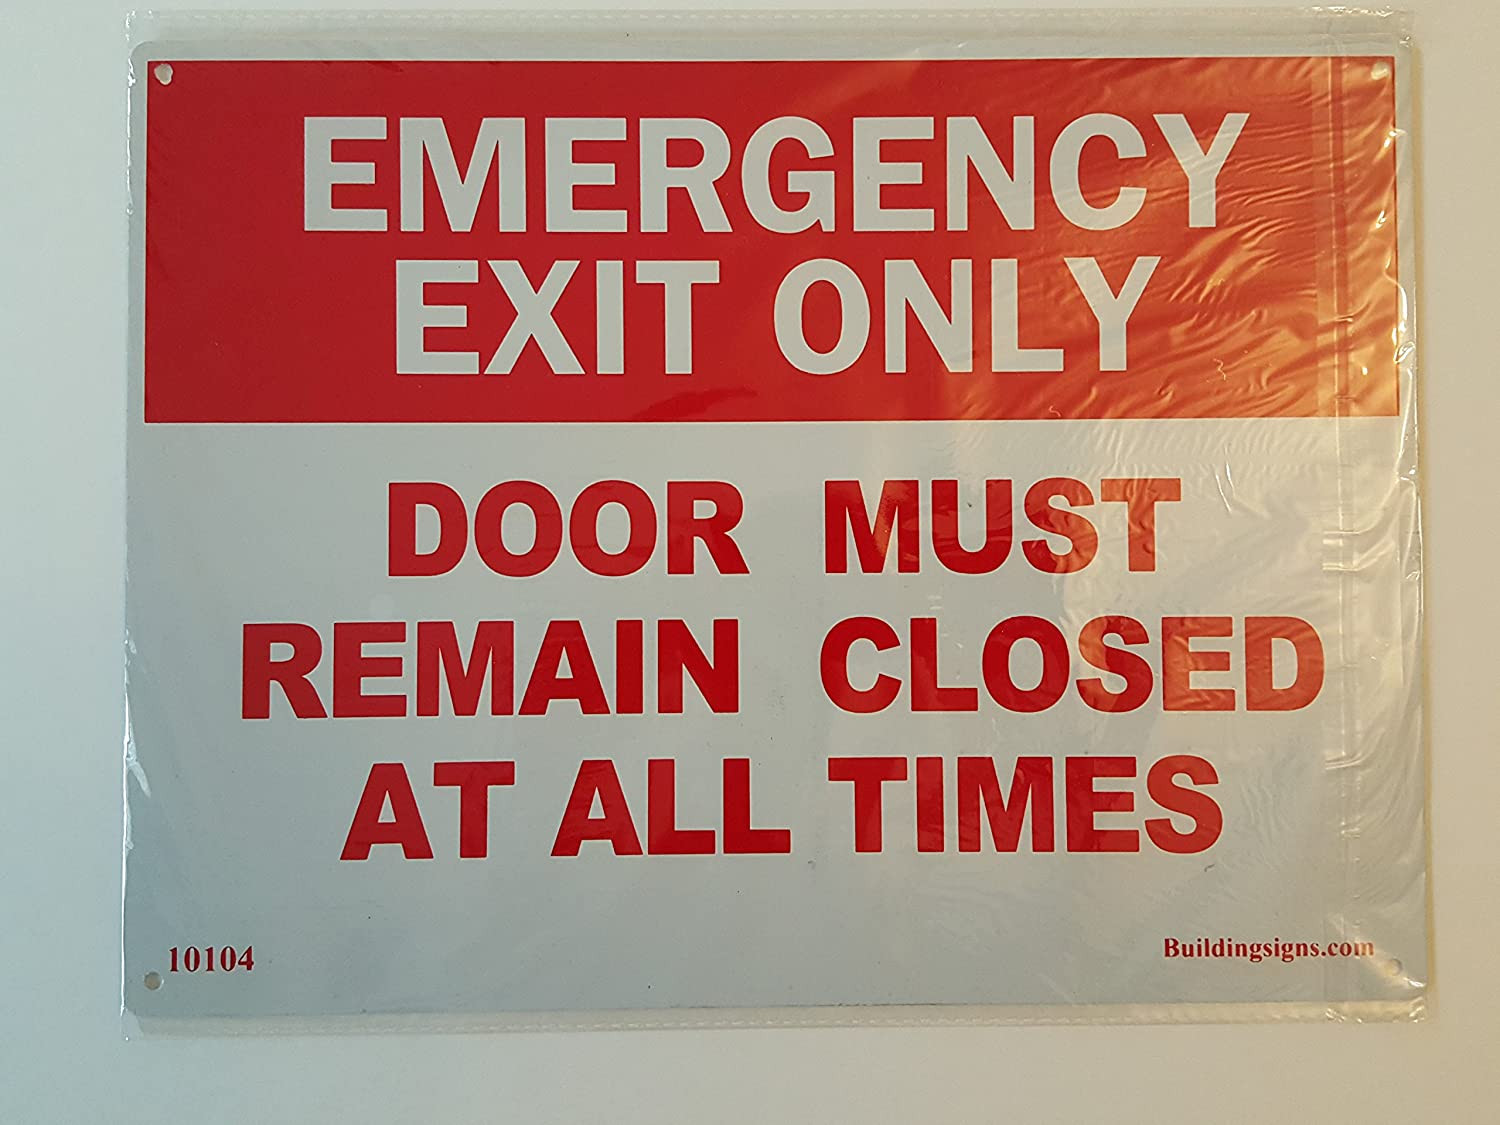 EMERGENCY
EXIT ONLY
DOOR MUST
REMAIN CLOSED
AT ALL TIMES
10104
Buildingsigns.com